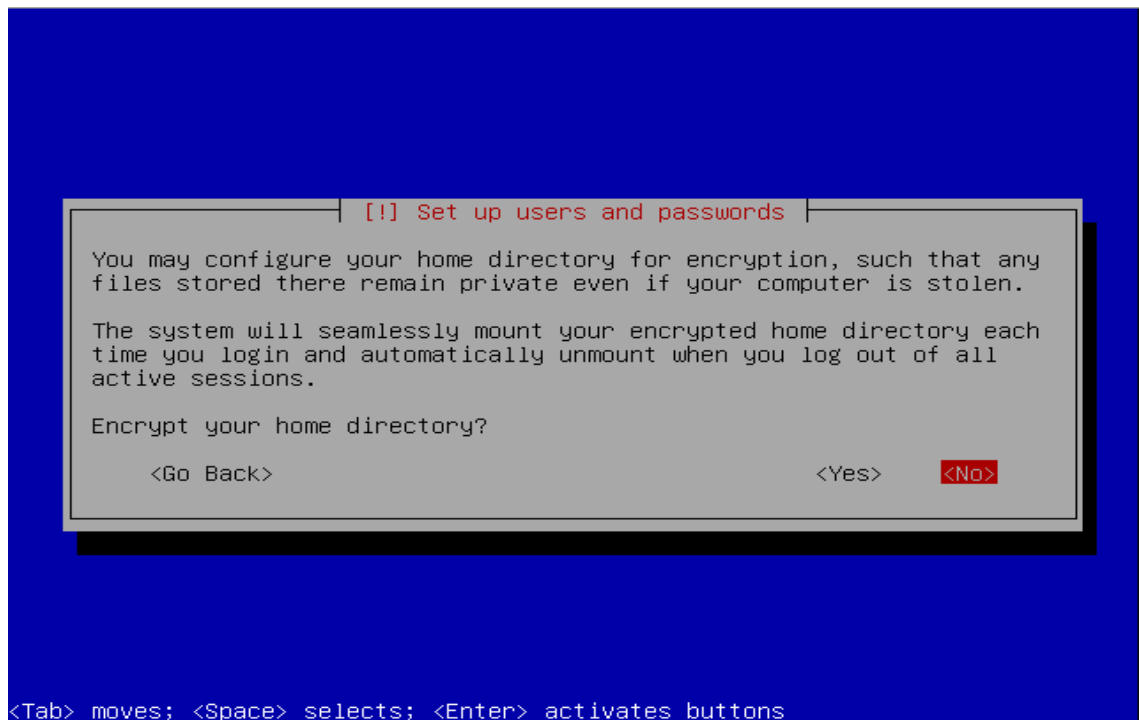 [!] Set up users and passwords
You may configure your home directory for encryption, such that any
files stored there remain private even if your computer is stolen.
The system will seamlessly mount your encrypted home directory each
time you login and automatically unmount when you log out of all
active sessions.
Encrypt your home directory?
<Go Back> <Yes> <No>
<Tab> moves; <Space> selects; <Enter> activates buttons